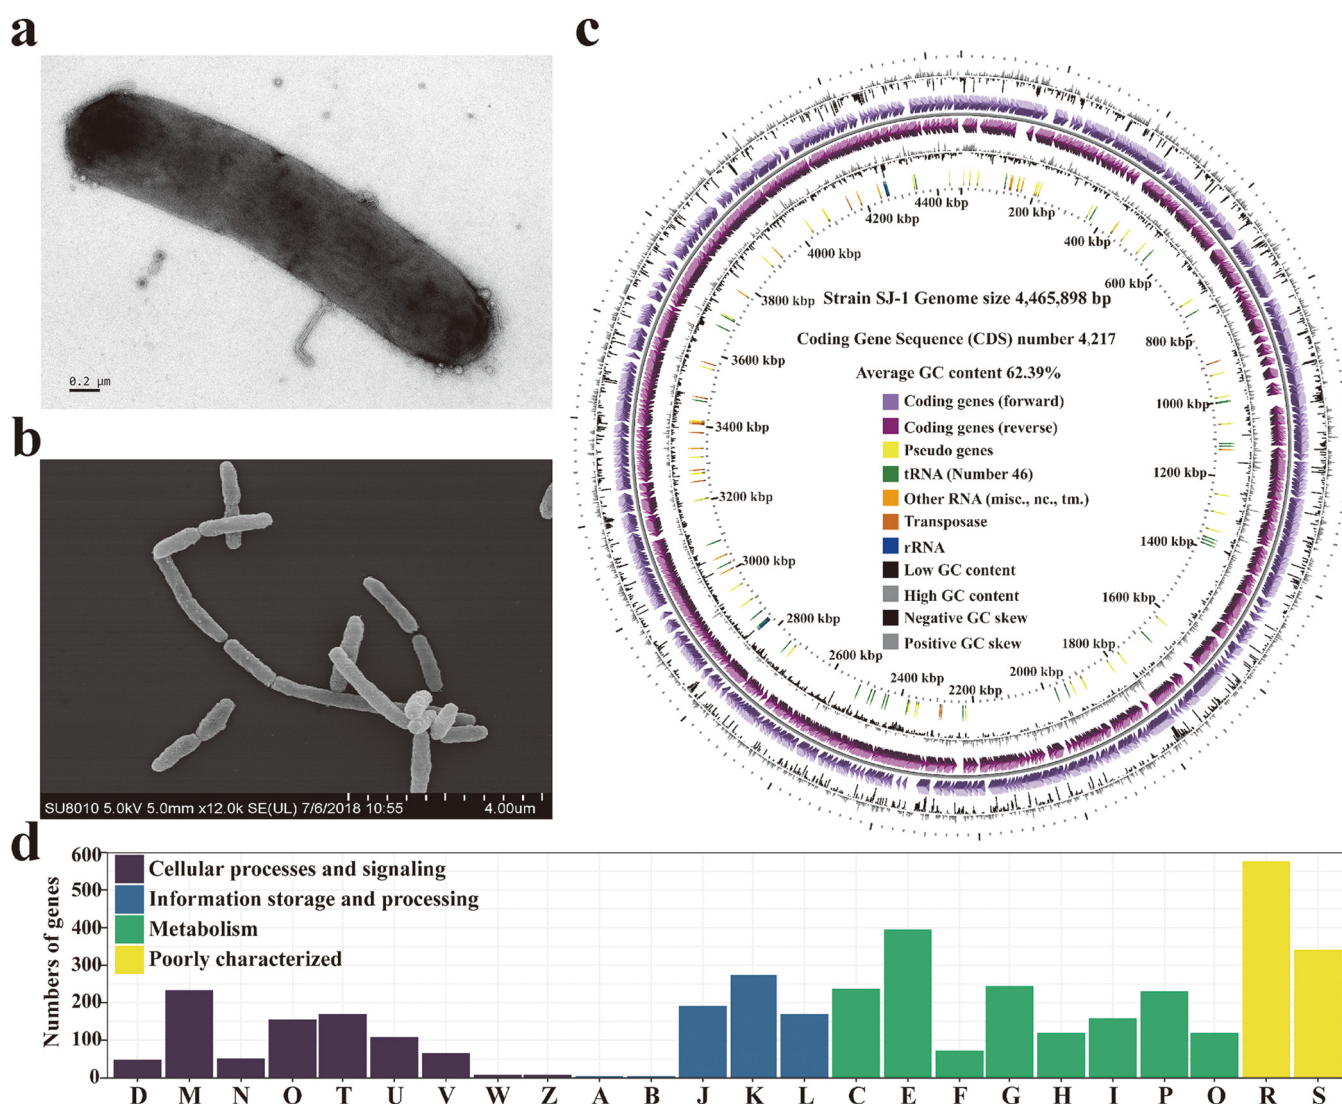 a
0.2 μm
b
SU8010 5.0kV 5.0mm x12.0k SE(UL) 7/6/2018 10:55
4.00um
c
4400 kbp
200 kbp
400 kbp
600 kbp
800 kbp
1000 kbp
1200 kbp
1400 kbp
1600 kbp
1800 kbp
2000 kbp
2200 kbp
2400 kbp
2600 kbp
2800 kbp
3000 kbp
3200 kbp
3400 kbp
3600 kbp
3800 kbp
4000 kbp
4200 kbp
Strain SJ-1 Genome size 4,465,898 bp
Coding Gene Sequence (CDS) number 4,217
Average GC content 62.39%
Coding genes (forward)
Coding genes (reverse)
Pseudo genes
tRNA (Number 46)
Other RNA (misc., nc., tm.)
Transposase
rRNA
Low GC content
High GC content
Negative GC skew
Positive GC skew
d
Numbers of genes
600
500
400
300
200
100
0
Cellular processes and signaling
Information storage and processing
Metabolism
Poorly characterized
D M N O T U V W Z A B J K L C E F G H I P O R S